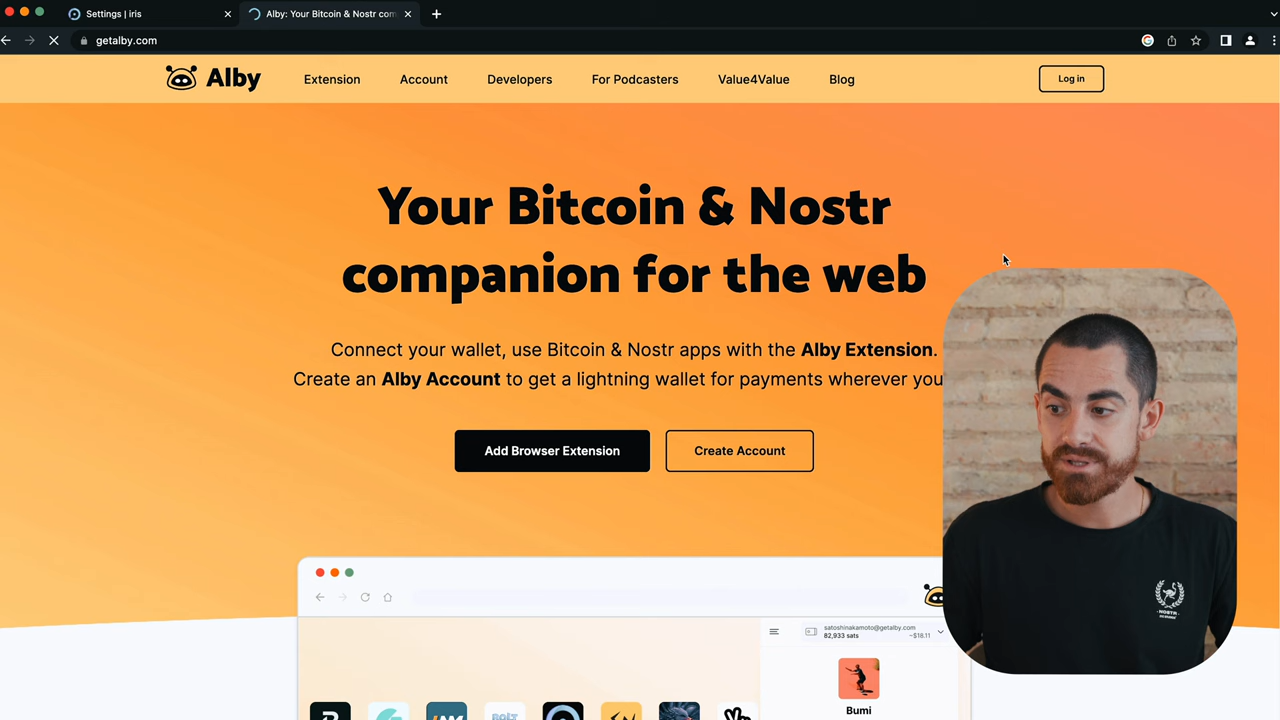 Settings | iris
Alby: Your Bitcoin & Nostr com
getalby.com
Alby
Extension
Account
Developers
For Podcasters
Value4Value
Blog
Log in
Your Bitcoin & Nostr
companion for the web
Connect your wallet, use Bitcoin & Nostr apps with the Alby Extension.
Create an Alby Account to get a lightning wallet for payments wherever you
Add Browser Extension
Create Account
satoshinakamoto@getalby.com
82,933 sats
~$18.11
Bumi
NOSTR